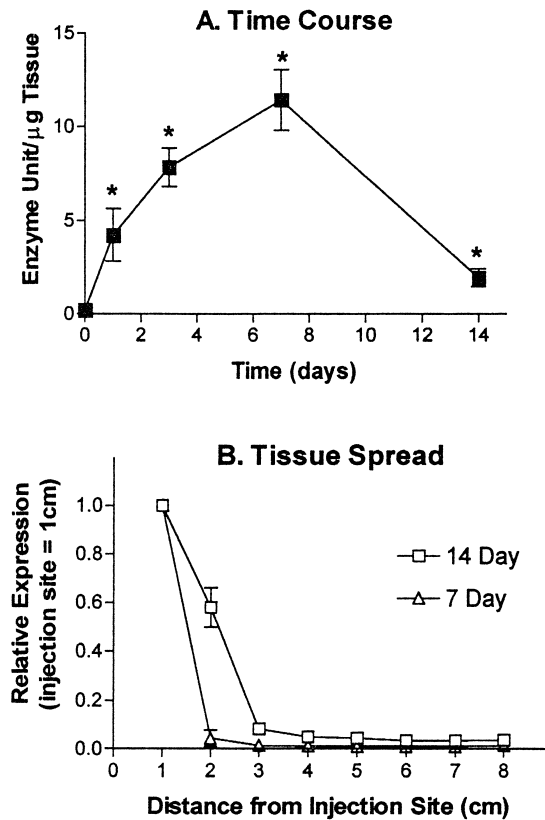 A. Time Course
Enzyme Unit/µg Tissue
15
10
5
0
* * * *
0 2 4 6 8 10 12 14
Time (days)
B. Tissue Spread
Relative Expression
(injection site = 1cm)
1.0
0.8
0.6
0.4
0.2
0.0
14 Day
7 Day
0 1 2 3 4 5 6 7 8
Distance from Injection Site (cm)